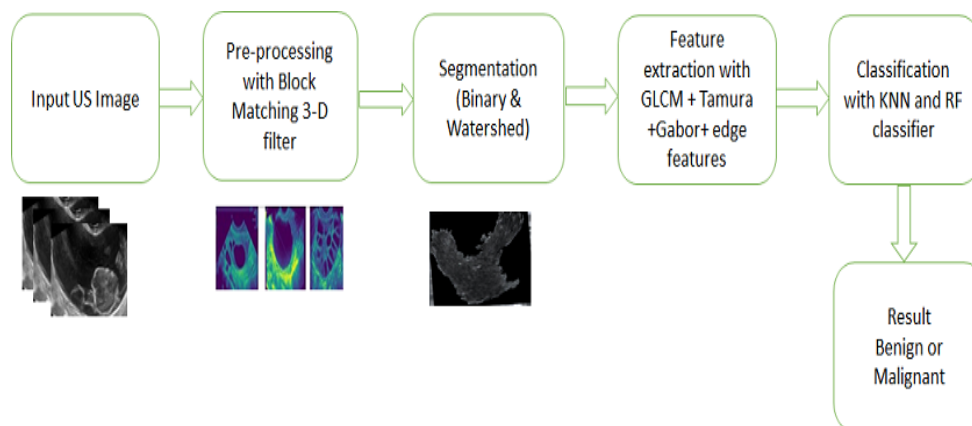 Input US Image
Pre-processing
with Block
Matching 3-D
filter
Segmentation
(Binary &
Watershed)
Feature
extraction with
GLCM + Tamura
+Gabor+ edge
features
Classification
with KNN and RF
classifier
Result
Benign or
Malignant